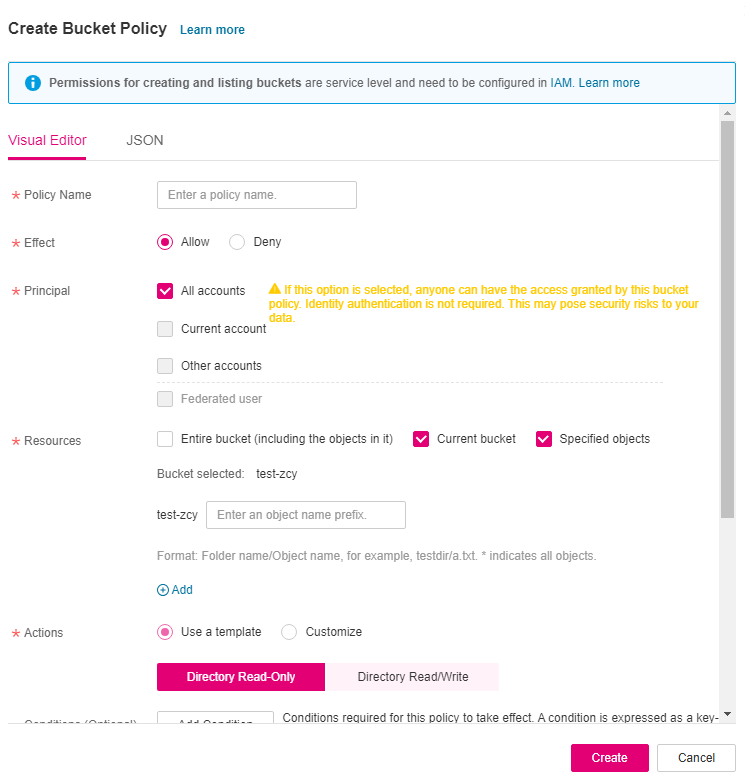 Create Bucket Policy Learn more
Permissions for creating and listing buckets are service level and need to be configured in IAM. Learn more
Visual Editor JSON
* Policy Name Enter a policy name.
* Effect Allow Deny
* Principal All accounts If this option is selected, anyone can have the access granted by this bucket
policy. Identity authentication is not required. This may pose security risks to your
data.
Current account
Other accounts
Federated user
* Resources Entire bucket (including the objects in it) Current bucket Specified objects
Bucket selected: test-zcy
test-zcy Enter an object name prefix.
Format: Folder name/Object name, for example, testdir/a.txt. * indicates all objects.
Add
* Actions Use a template Customize
Directory Read-Only Directory Read/Write
Conditions (Optional) Add Condition Conditions required for this policy to take effect. A condition is expressed as a key-
Create Cancel